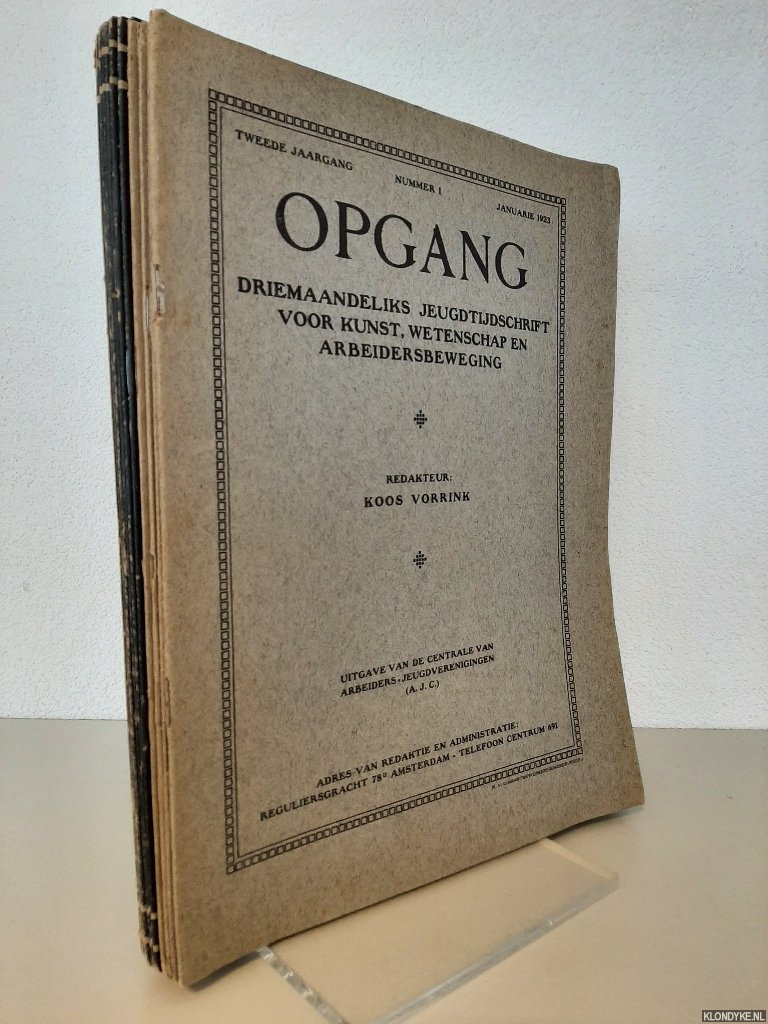 TWEEDE JAARGANG NUMMER 1 JANUARIE 1923
OPGANG
DRIEMAANDELIKS JEUGDTIJDSCHRIFT
VOOR KUNST, WETENSCHAP EN
ARBEIDERSBEWEGING
REDAKTEUR:
KOOS VORRINK
UITGAVE VAN DE CENTRALE VAN
ARBEIDERS-JEUGDVERENIGINGEN
(A. J. C.)
ADRES VAN REDAKTIE EN ADMINISTRATIE:
REGULIERSGRACHT 78ª AMSTERDAM - TELEFOON CENTRUM 691
N. V.
KLONDYKE.NL